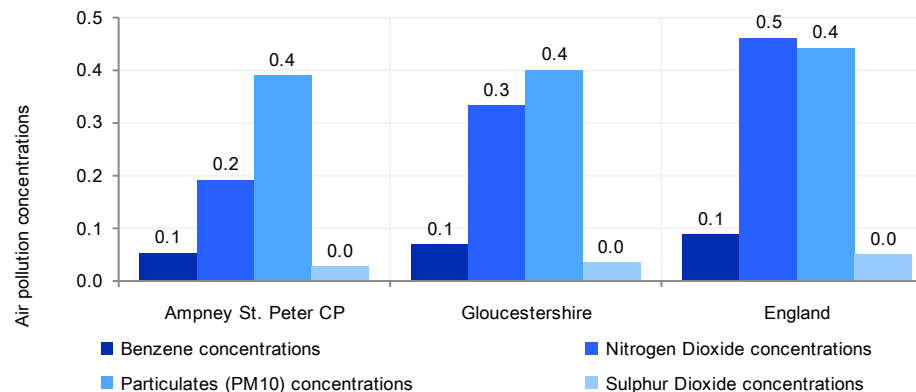 Air pollution concentrations
0.5
0.4
0.3
0.2
0.1
0.0
0.1
0.2
0.4
0.0
0.1
0.3
0.4
0.0
0.1
0.5
0.4
0.0
Ampney St. Peter CP
Gloucestershire
England
Benzene concentrations
Nitrogen Dioxide concentrations
Particulates (PM10) concentrations
Sulphur Dioxide concentrations